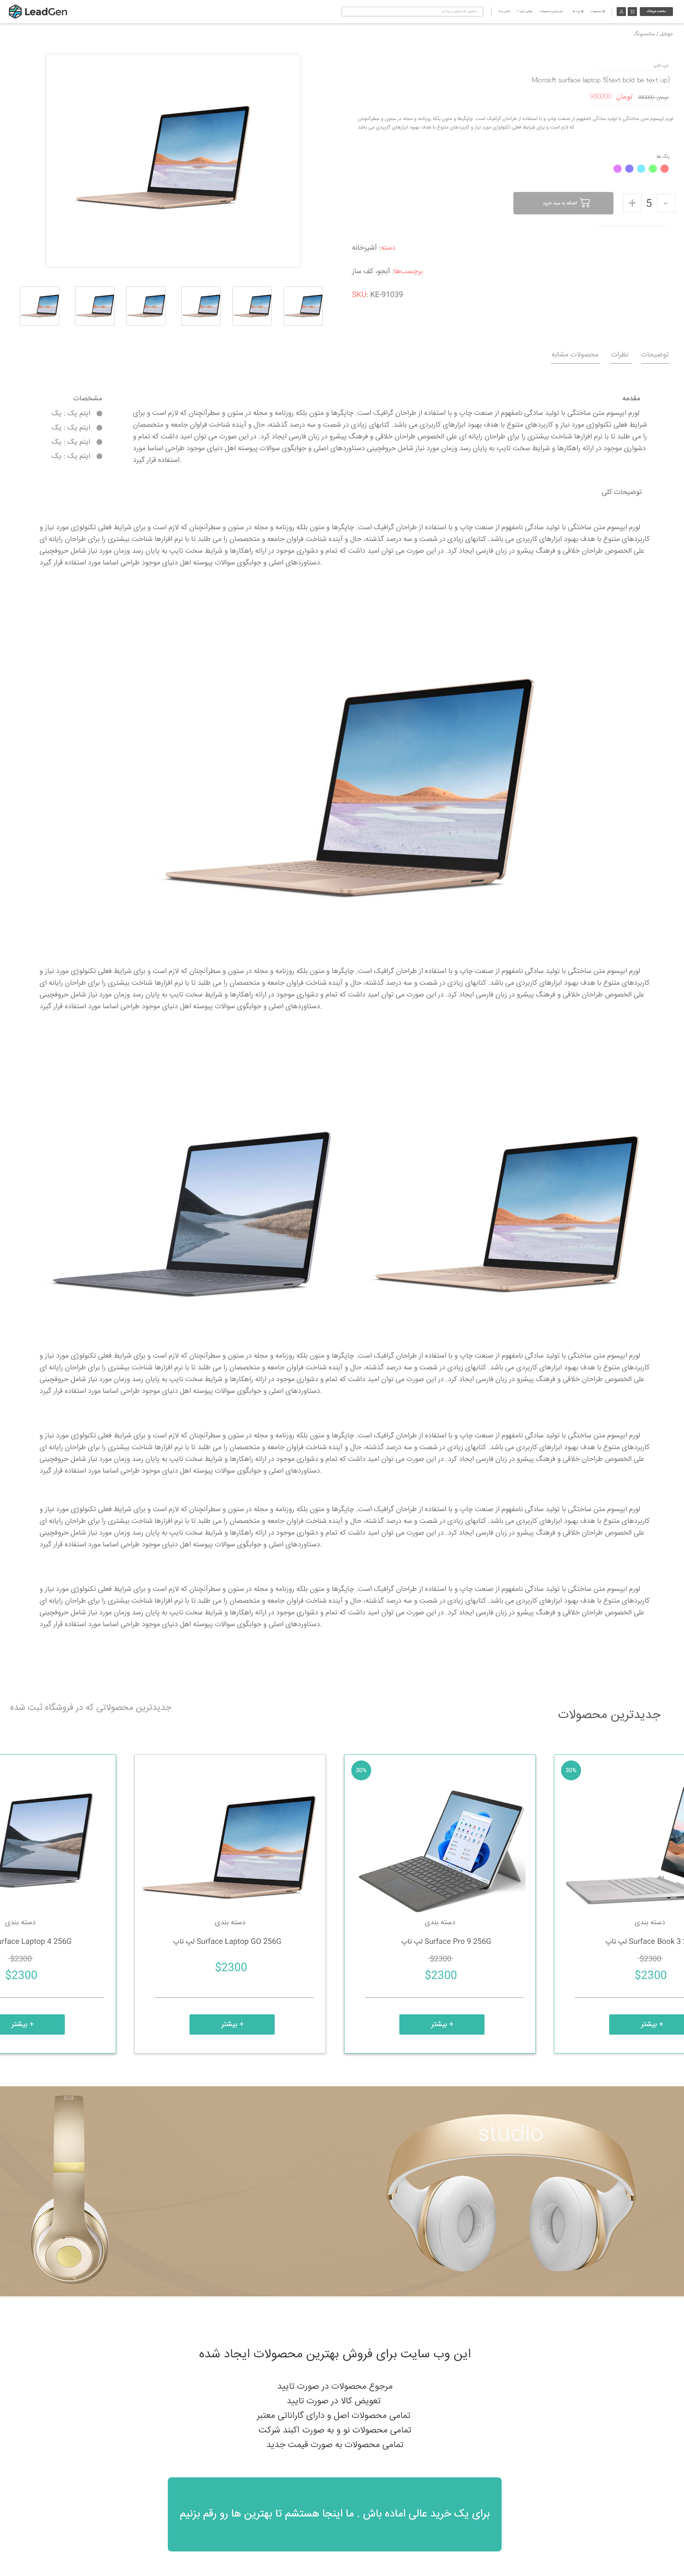 LeadGen
موبایل / سامسونگ
لپ تاپ
Microsft surface laptop 5(text bold be text up)
تومان 980000 تومان 980000
لورم ایپسوم متن ساختگی با تولید سادگی نامفهوم از صنعت چاپ و با استفاده از طراحان گرافیک است. چاپگرها و متون بلکه روزنامه و مجله در ستون و سطرآنچنان
که لازم است و برای شرایط فعلی تکنولوژی مورد نیاز و کاربردهای متنوع با هدف بهبود ابزارهای کاربردی می باشد
رنگ ها
اضافه به سبد خرید
+ 5 -
دسته: آشپزخانه
برچسب‌ها: آبجو، کف ساز
SKU: KE-91039
توضیحات
نظرات
محصولات مشابه
مقدمه
لورم ایپسوم متن ساختگی با تولید سادگی نامفهوم از صنعت چاپ و با استفاده از طراحان گرافیک است. چاپگرها و متون بلکه روزنامه و مجله در ستون و سطرآنچنان که لازم است و برای
شرایط فعلی تکنولوژی مورد نیاز و کاربردهای متنوع با هدف بهبود ابزارهای کاربردی می باشد. کتابهای زیادی در شصت و سه درصد گذشته، حال و آینده شناخت فراوان جامعه و متخصصان
را می طلبد تا با نرم افزارها شناخت بیشتری را برای طراحان رایانه ای علی الخصوص طراحان خلاقی و فرهنگ پیشرو در زبان فارسی ایجاد کرد. در این صورت می توان امید داشت که تمام و
دشواری موجود در ارائه راهکارها و شرایط سخت تایپ به پایان رسد وزمان مورد نیاز شامل حروفچینی دستاوردهای اصلی و جوابگوی سوالات پیوسته اهل دنیای موجود طراحی اساسا مورد
استفاده قرار گیرد.
مشخصات
ایتم یک : یک
ایتم یک : یک
ایتم یک : یک
ایتم یک : یک
توضیحات کلی
لورم ایپسوم متن ساختگی با تولید سادگی نامفهوم از صنعت چاپ و با استفاده از طراحان گرافیک است. چاپگرها و متون بلکه روزنامه و مجله در ستون و سطرآنچنان که لازم است و برای شرایط فعلی تکنولوژی مورد نیاز و
کاربردهای متنوع با هدف بهبود ابزارهای کاربردی می باشد. کتابهای زیادی در شصت و سه درصد گذشته، حال و آینده شناخت فراوان جامعه و متخصصان را می طلبد تا با نرم افزارها شناخت بیشتری را برای طراحان رایانه ای
علی الخصوص طراحان خلاقی و فرهنگ پیشرو در زبان فارسی ایجاد کرد. در این صورت می توان امید داشت که تمام و دشواری موجود در ارائه راهکارها و شرایط سخت تایپ به پایان رسد وزمان مورد نیاز شامل حروفچینی
دستاوردهای اصلی و جوابگوی سوالات پیوسته اهل دنیای موجود طراحی اساسا مورد استفاده قرار گیرد.
لورم ایپسوم متن ساختگی با تولید سادگی نامفهوم از صنعت چاپ و با استفاده از طراحان گرافیک است. چاپگرها و متون بلکه روزنامه و مجله در ستون و سطرآنچنان که لازم است و برای شرایط فعلی تکنولوژی مورد نیاز و
کاربردهای متنوع با هدف بهبود ابزارهای کاربردی می باشد. کتابهای زیادی در شصت و سه درصد گذشته، حال و آینده شناخت فراوان جامعه و متخصصان را می طلبد تا با نرم افزارها شناخت بیشتری را برای طراحان رایانه ای
علی الخصوص طراحان خلاقی و فرهنگ پیشرو در زبان فارسی ایجاد کرد. در این صورت می توان امید داشت که تمام و دشواری موجود در ارائه راهکارها و شرایط سخت تایپ به پایان رسد وزمان مورد نیاز شامل حروفچینی
دستاوردهای اصلی و جوابگوی سوالات پیوسته اهل دنیای موجود طراحی اساسا مورد استفاده قرار گیرد.
لورم ایپسوم متن ساختگی با تولید سادگی نامفهوم از صنعت چاپ و با استفاده از طراحان گرافیک است. چاپگرها و متون بلکه روزنامه و مجله در ستون و سطرآنچنان که لازم است و برای شرایط فعلی تکنولوژی مورد نیاز و
کاربردهای متنوع با هدف بهبود ابزارهای کاربردی می باشد. کتابهای زیادی در شصت و سه درصد گذشته، حال و آینده شناخت فراوان جامعه و متخصصان را می طلبد تا با نرم افزارها شناخت بیشتری را برای طراحان رایانه ای
علی الخصوص طراحان خلاقی و فرهنگ پیشرو در زبان فارسی ایجاد کرد. در این صورت می توان امید داشت که تمام و دشواری موجود در ارائه راهکارها و شرایط سخت تایپ به پایان رسد وزمان مورد نیاز شامل حروفچینی
دستاوردهای اصلی و جوابگوی سوالات پیوسته اهل دنیای موجود طراحی اساسا مورد استفاده قرار گیرد.
لورم ایپسوم متن ساختگی با تولید سادگی نامفهوم از صنعت چاپ و با استفاده از طراحان گرافیک است. چاپگرها و متون بلکه روزنامه و مجله در ستون و سطرآنچنان که لازم است و برای شرایط فعلی تکنولوژی مورد نیاز و
کاربردهای متنوع با هدف بهبود ابزارهای کاربردی می باشد. کتابهای زیادی در شصت و سه درصد گذشته، حال و آینده شناخت فراوان جامعه و متخصصان را می طلبد تا با نرم افزارها شناخت بیشتری را برای طراحان رایانه ای
علی الخصوص طراحان خلاقی و فرهنگ پیشرو در زبان فارسی ایجاد کرد. در این صورت می توان امید داشت که تمام و دشواری موجود در ارائه راهکارها و شرایط سخت تایپ به پایان رسد وزمان مورد نیاز شامل حروفچینی
دستاوردهای اصلی و جوابگوی سوالات پیوسته اهل دنیای موجود طراحی اساسا مورد استفاده قرار گیرد.
لورم ایپسوم متن ساختگی با تولید سادگی نامفهوم از صنعت چاپ و با استفاده از طراحان گرافیک است. چاپگرها و متون بلکه روزنامه و مجله در ستون و سطرآنچنان که لازم است و برای شرایط فعلی تکنولوژی مورد نیاز و
کاربردهای متنوع با هدف بهبود ابزارهای کاربردی می باشد. کتابهای زیادی در شصت و سه درصد گذشته، حال و آینده شناخت فراوان جامعه و متخصصان را می طلبد تا با نرم افزارها شناخت بیشتری را برای طراحان رایانه ای
علی الخصوص طراحان خلاقی و فرهنگ پیشرو در زبان فارسی ایجاد کرد. در این صورت می توان امید داشت که تمام و دشواری موجود در ارائه راهکارها و شرایط سخت تایپ به پایان رسد وزمان مورد نیاز شامل حروفچینی
دستاوردهای اصلی و جوابگوی سوالات پیوسته اهل دنیای موجود طراحی اساسا مورد استفاده قرار گیرد.
لورم ایپسوم متن ساختگی با تولید سادگی نامفهوم از صنعت چاپ و با استفاده از طراحان گرافیک است. چاپگرها و متون بلکه روزنامه و مجله در ستون و سطرآنچنان که لازم است و برای شرایط فعلی تکنولوژی مورد نیاز و
کاربردهای متنوع با هدف بهبود ابزارهای کاربردی می باشد. کتابهای زیادی در شصت و سه درصد گذشته، حال و آینده شناخت فراوان جامعه و متخصصان را می طلبد تا با نرم افزارها شناخت بیشتری را برای طراحان رایانه ای
علی الخصوص طراحان خلاقی و فرهنگ پیشرو در زبان فارسی ایجاد کرد. در این صورت می توان امید داشت که تمام و دشواری موجود در ارائه راهکارها و شرایط سخت تایپ به پایان رسد وزمان مورد نیاز شامل حروفچینی
دستاوردهای اصلی و جوابگوی سوالات پیوسته اهل دنیای موجود طراحی اساسا مورد استفاده قرار گیرد.
جدیدترین محصولات
جدیدترین محصولاتی که در فروشگاه ثبت شده
30%
دسته بندی
لپ تاپ Surface Book 3
$2300
$2300
+ بیشتر
30%
دسته بندی
لپ تاپ Surface Pro 9 256G
$2300
$2300
+ بیشتر
دسته بندی
لپ تاپ Surface Laptop GO 256G
$2300
+ بیشتر
دسته بندی
rface Laptop 4 256G
$2300
$2300
+ بیشتر
studio
این وب سایت برای فروش بهترین محصولات ایجاد شده
مرجوع محصولات در صورت تایید
تعویض کالا در صورت تایید
تمامی محصولات اصل و دارای گارانتی معتبر
تمامی محصولات نو و به صورت اکبند شرکت
تمامی محصولات به صورت قیمت جدید
برای یک خرید عالی اماده باش . ما اینجا هستشم تا بهترین ها رو رقم بزنیم